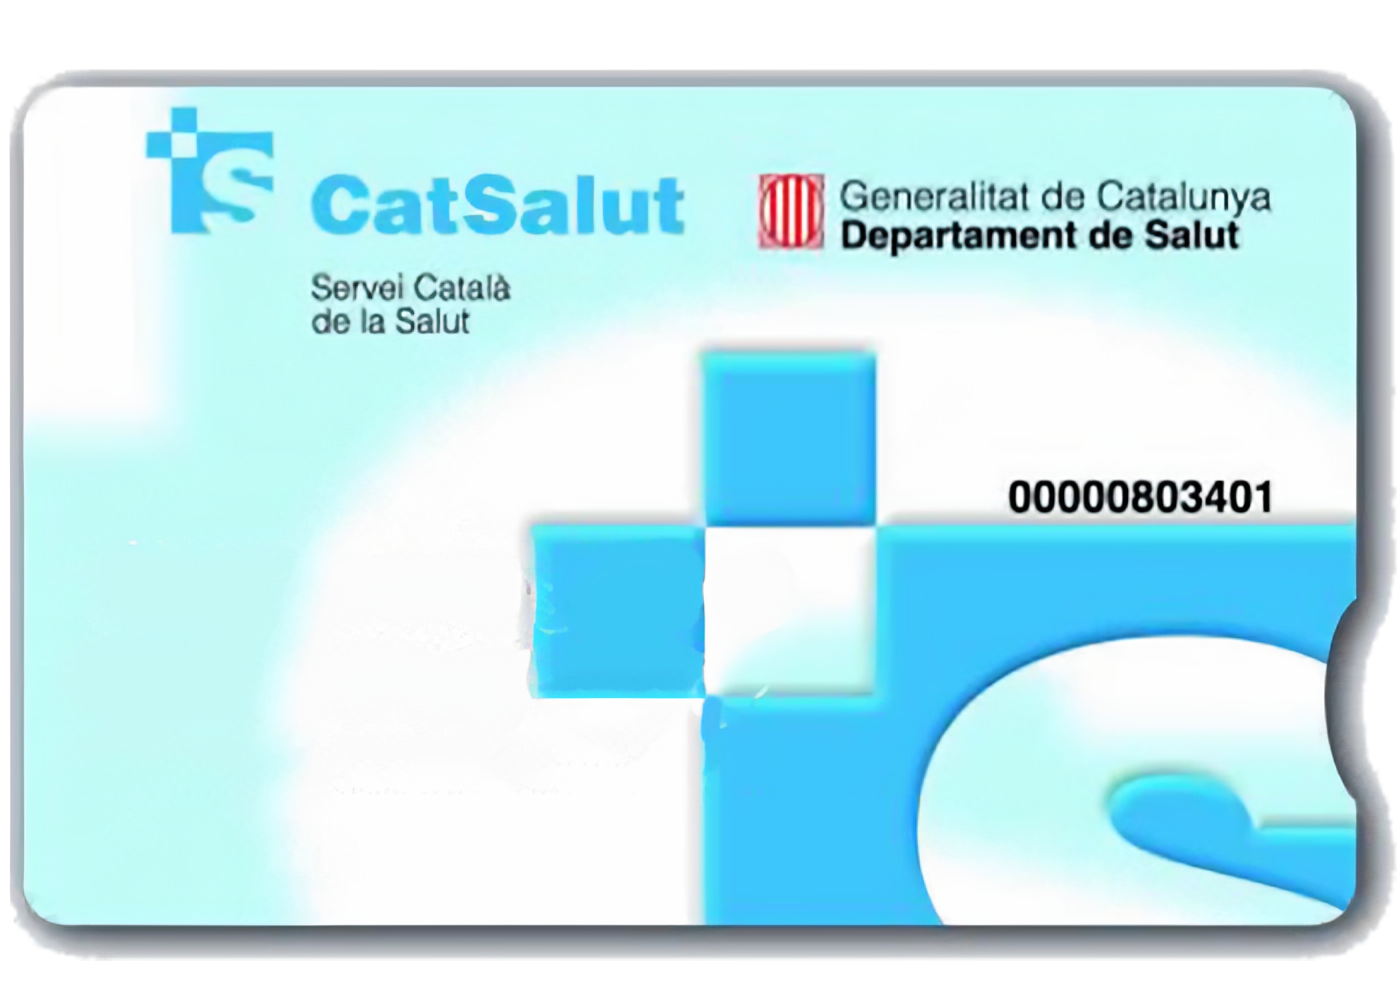 CatSalut
Servei Català
de la Salut
Generalitat de Catalunya
Departament de Salut
00000803401